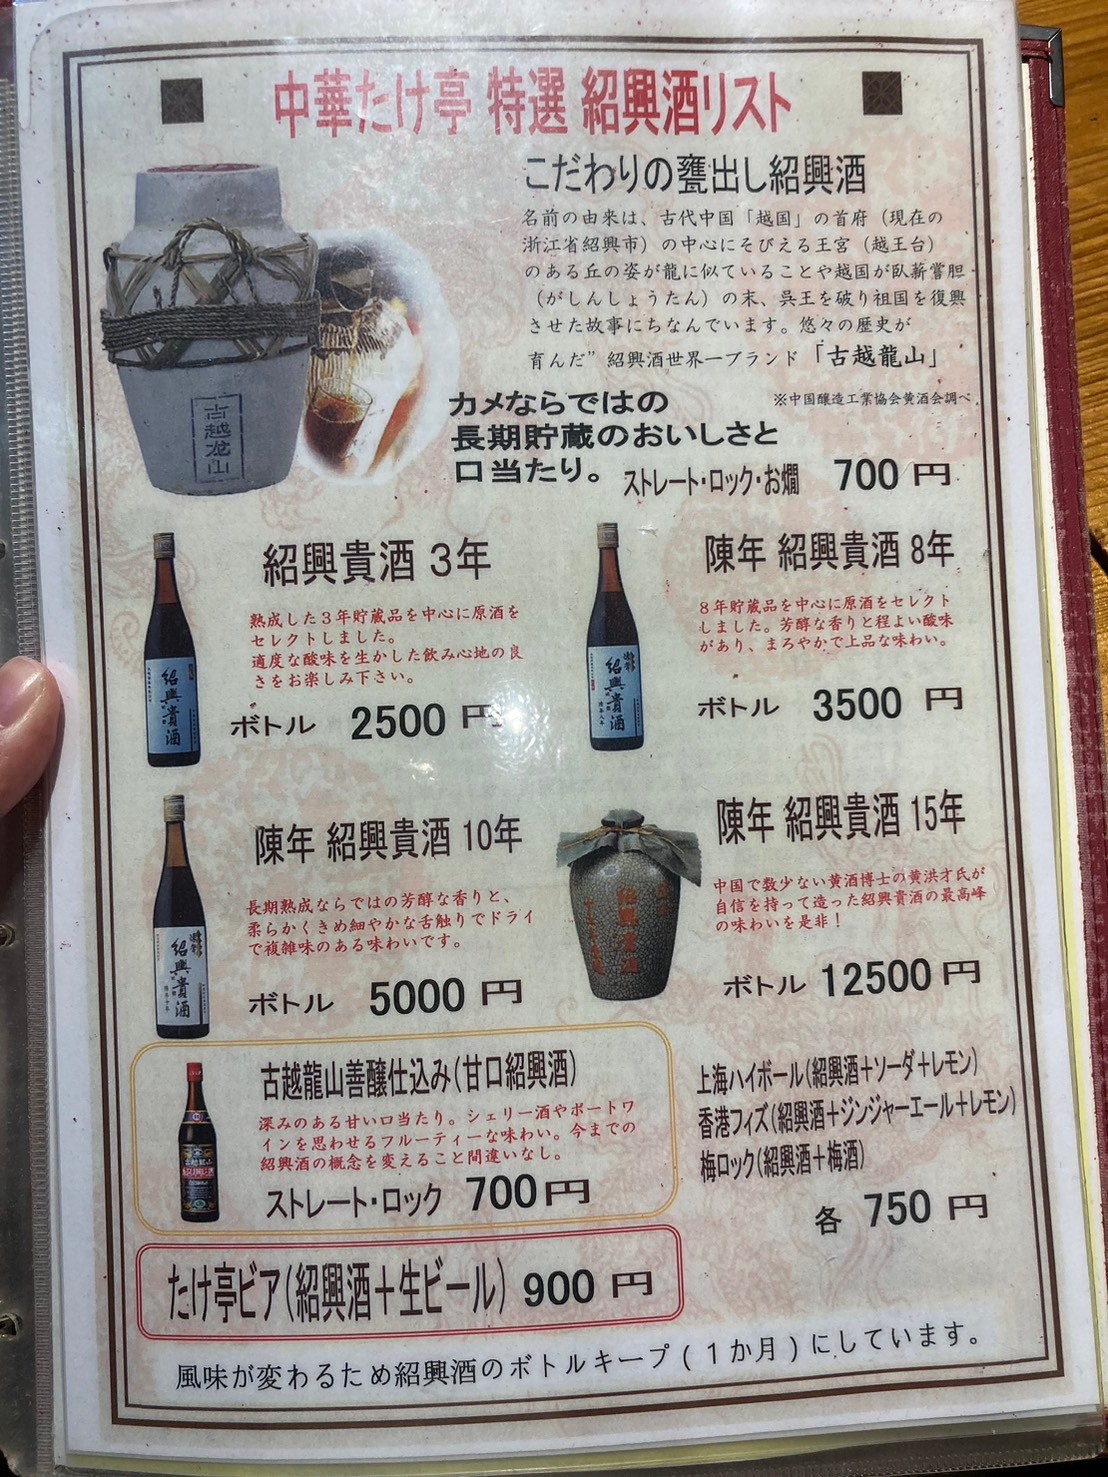 中華たけ亭 特選 紹興酒リスト
こだわりの甕出し紹興酒
名前の由来は、古代中国「越国」の首府（現在の
浙江省紹興市）の中心にそびえる王宮（越王台）
のある丘の姿が龍に似ていることや越国が臥薪嘗胆
（がしんしょうたん）の末、呉王を破り祖国を復興
させた故事にちなんでいます。悠々の歴史が
育んだ”紹興酒世界一ブランド「古越龍山」
※中国醸造工業協会黄酒会調べ
古越龙山
カメならではの
長期貯蔵のおいしさと
口当たり。
ストレート・ロック・お燗 700円
紹興貴酒 3年
熟成した３年貯蔵品を中心に原酒を
セレクトしました。
適度な酸味を生かした飲み心地の良
さをお楽しみ下さい。
ボトル 2500 円
紹興貴酒
陳年 紹興貴酒 8年
８年貯蔵品を中心に原酒をセレクト
しました。芳醇な香りと程よい酸味
があり、まろやかで上品な味わい。
ボトル 3500 円
紹興貴酒
陳年 紹興貴酒 10年
長期熟成ならではの芳醇な香りと、
柔らかくきめ細やかな舌触りでドライ
で複雑味のある味わいです。
ボトル 5000 円
紹興貴酒
陳年 紹興貴酒 15年
中国で数少ない黄酒博士の黄洪才氏が
自信を持って造った紹興貴酒の最高峰
の味わいを是非！
ボトル 12500 円
紹興貴酒
古越龍山善醸仕込み（甘口紹興酒）
深みのある甘い口当たり。シェリー酒やポートワ
インを思わせるフルーティーな味わい。今までの
紹興酒の概念を変えること間違いなし。
ストレート・ロック 700円
古越龍山
紹興酒
上海ハイボール（紹興酒＋ソーダ＋レモン）
香港フィズ（紹興酒＋ジンジャーエール＋レモン）
梅ロック（紹興酒＋梅酒）
各 750 円
たけ亭ビア（紹興酒＋生ビール）900 円
風味が変わるため紹興酒のボトルキープ（１か月）にしています。